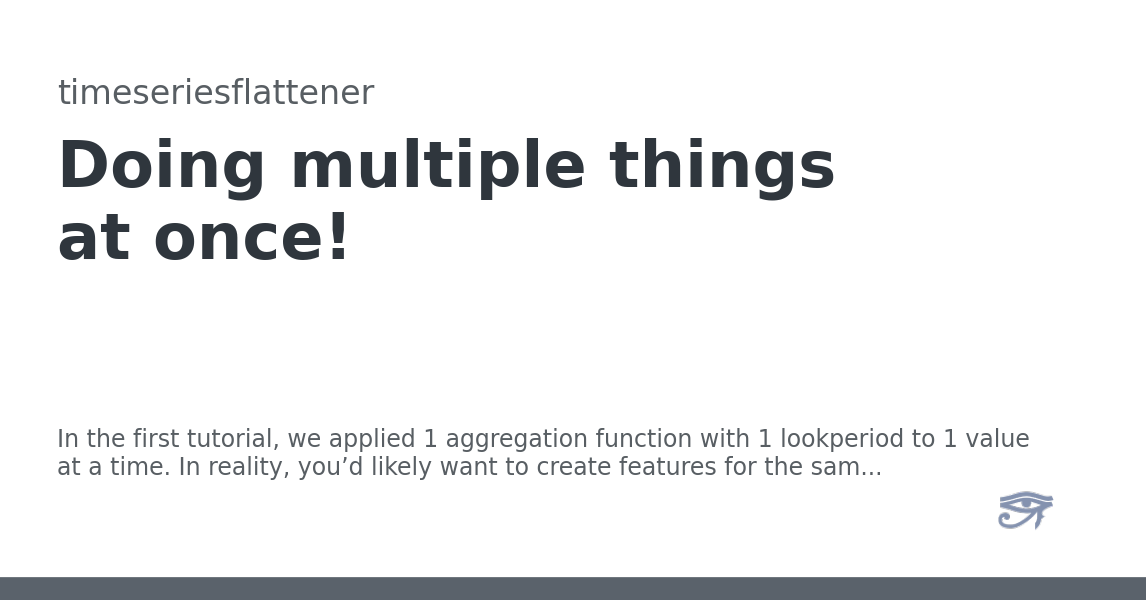 timeseriesflattener
Doing multiple things
at once!
In the first tutorial, we applied 1 aggregation function with 1 lookperiod to 1 value
at a time. In reality, you’d likely want to create features for the sam...